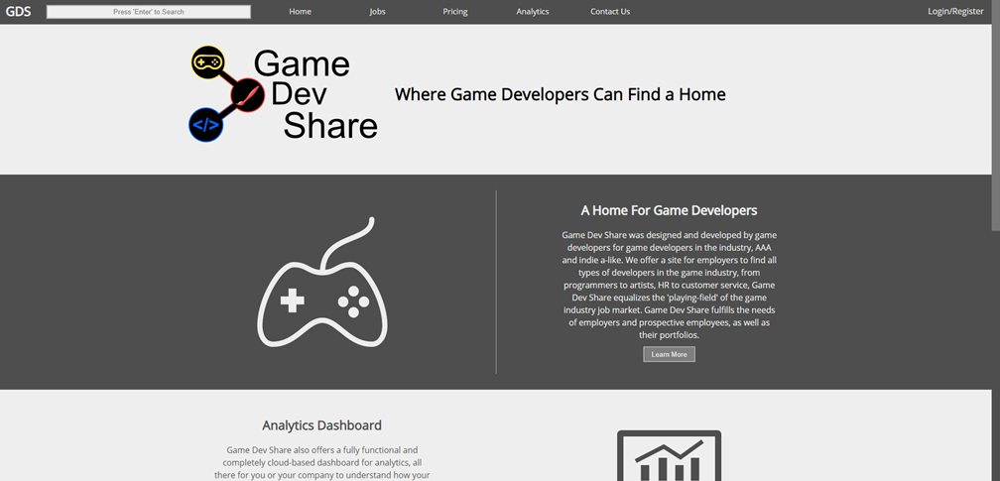 GDS
Press 'Enter' to Search
Home
Jobs
Pricing
Analytics
Contact Us
Login/Register
Game
Dev
Share
</>
Where Game Developers Can Find a Home
A Home For Game Developers
Game Dev Share was designed and developed by game
developers for game developers in the industry, AAA
and indie a-like. We offer a site for employers to find all
types of developers in the game industry, from
programmers to artists, HR to customer service, Game
Dev Share equalizes the 'playing-field' of the game
industry job market. Game Dev Share fulfills the needs
of employers and prospective employees, as well as
their portfolios.
Learn More
Analytics Dashboard
Game Dev Share also offers a fully functional and
completely cloud-based dashboard for analytics, all
there for you or your company to understand how your